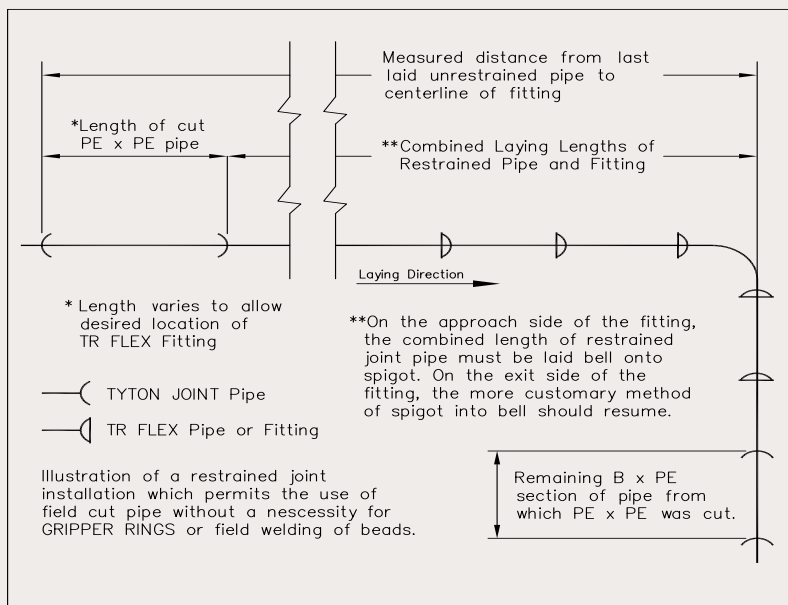 Measured distance from last
laid unrestrained pipe to
centerline of fitting
*Length of cut
PE x PE pipe
**Combined Laying Lengths of
Restrained Pipe and Fitting
Laying Direction
* Length varies to allow
desired location of
TR FLEX Fitting
**On the approach side of the fitting,
the combined length of restrained
joint pipe must be laid bell onto
spigot. On the exit side of the
fitting, the more customary method
of spigot into bell should resume.
TYTON JOINT Pipe
TR FLEX Pipe or Fitting
Illustration of a restrained joint
installation which permits the use of
field cut pipe without a nescessity for
GRIPPER RINGS or field welding of beads.
Remaining B x PE
section of pipe from
which PE x PE was cut.